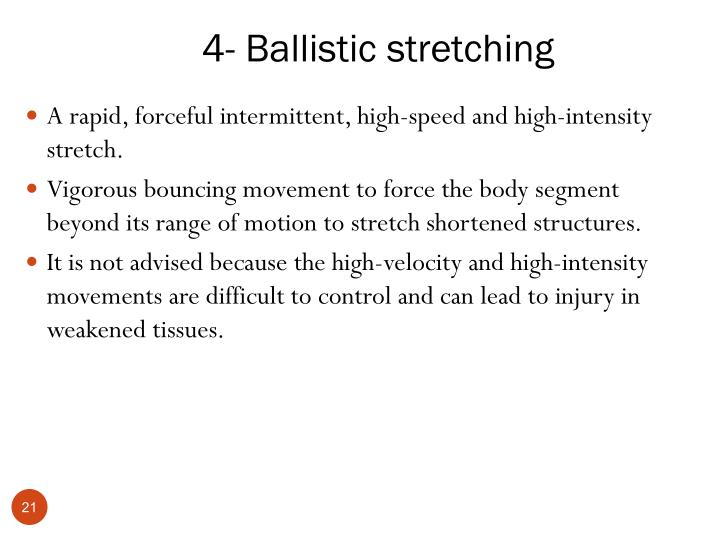 4- Ballistic stretching
• A rapid, forceful intermittent, high-speed and high-intensity
stretch.
• Vigorous bouncing movement to force the body segment
beyond its range of motion to stretch shortened structures.
• It is not advised because the high-velocity and high-intensity
movements are difficult to control and can lead to injury in
weakened tissues.
21